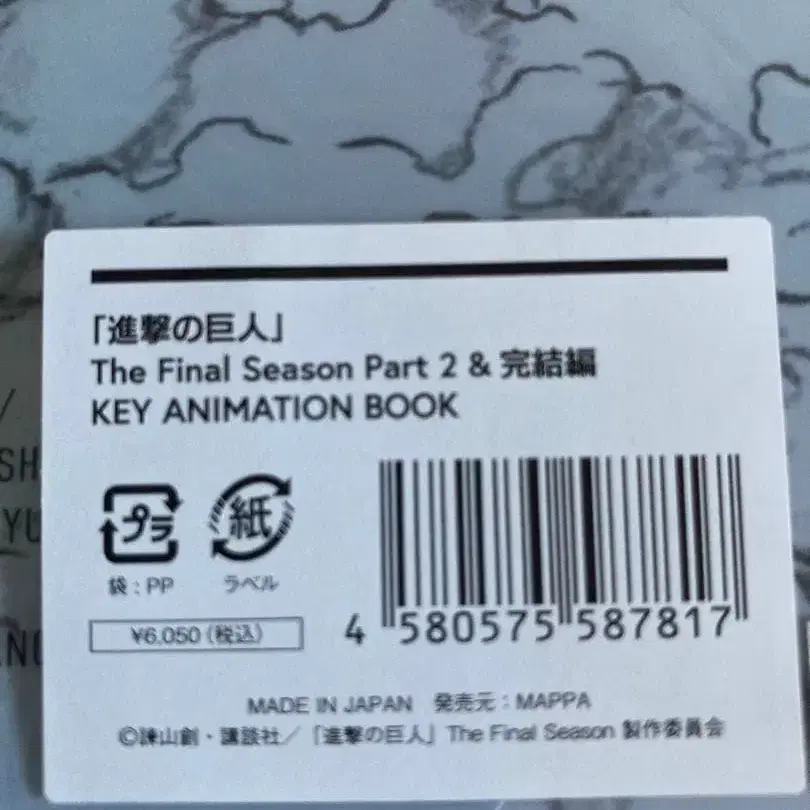 「進撃の巨人」
The Final Season Part 2 & 完結編
KEY ANIMATION BOOK
プラ
紙
袋:PP
ラベル
¥6,050(税込)
4 580575 587817
MADE IN JAPAN 発売元:MAPPA
©諫山創・講談社/「進撃の巨人」The Final Season 製作委員会